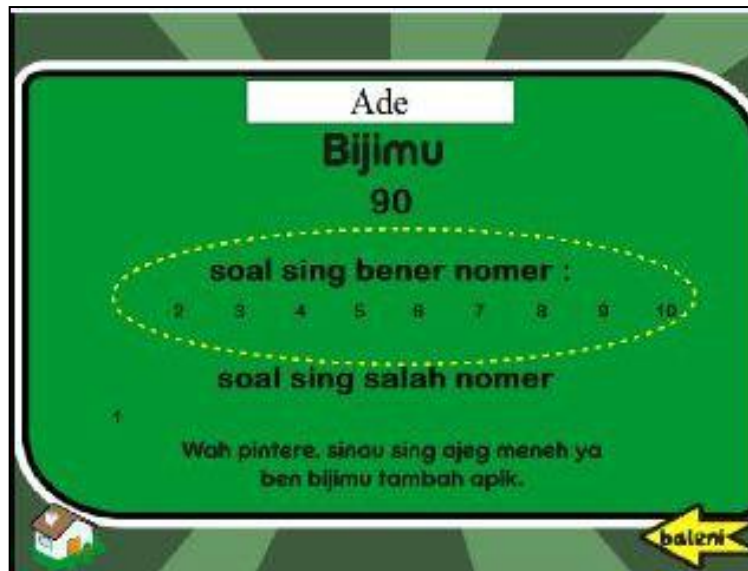 Ade
Bijimu
90
soal sing bener nomer :
2 3 4 5 6 7 8 9 10
soal sing salah nomer
1
Wah pintere. sinau sing ajeg meneh ya
ben bijimu tambah apik.
baleni